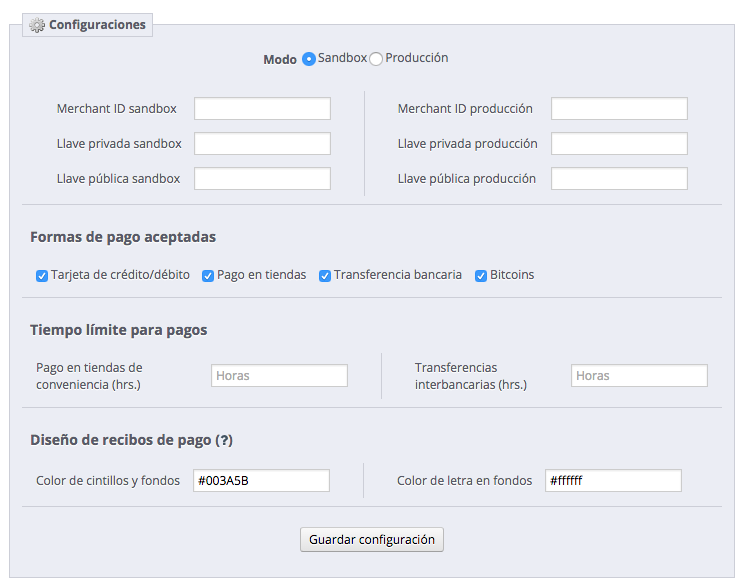 Configuraciones
Modo Sandbox Producción
Merchant ID sandbox Merchant ID producción
Llave privada sandbox Llave privada producción
Llave pública sandbox Llave pública producción
Formas de pago aceptadas
Tarjeta de crédito/débito Pago en tiendas Transferencia bancaria Bitcoins
Tiempo límite para pagos
Pago en tiendas de
conveniencia (hrs.)
Horas
Transferencias
interbancarias (hrs.)
Horas
Diseño de recibos de pago (?)
Color de cintillos y fondos #003A5B Color de letra en fondos #ffffff
Guardar configuración